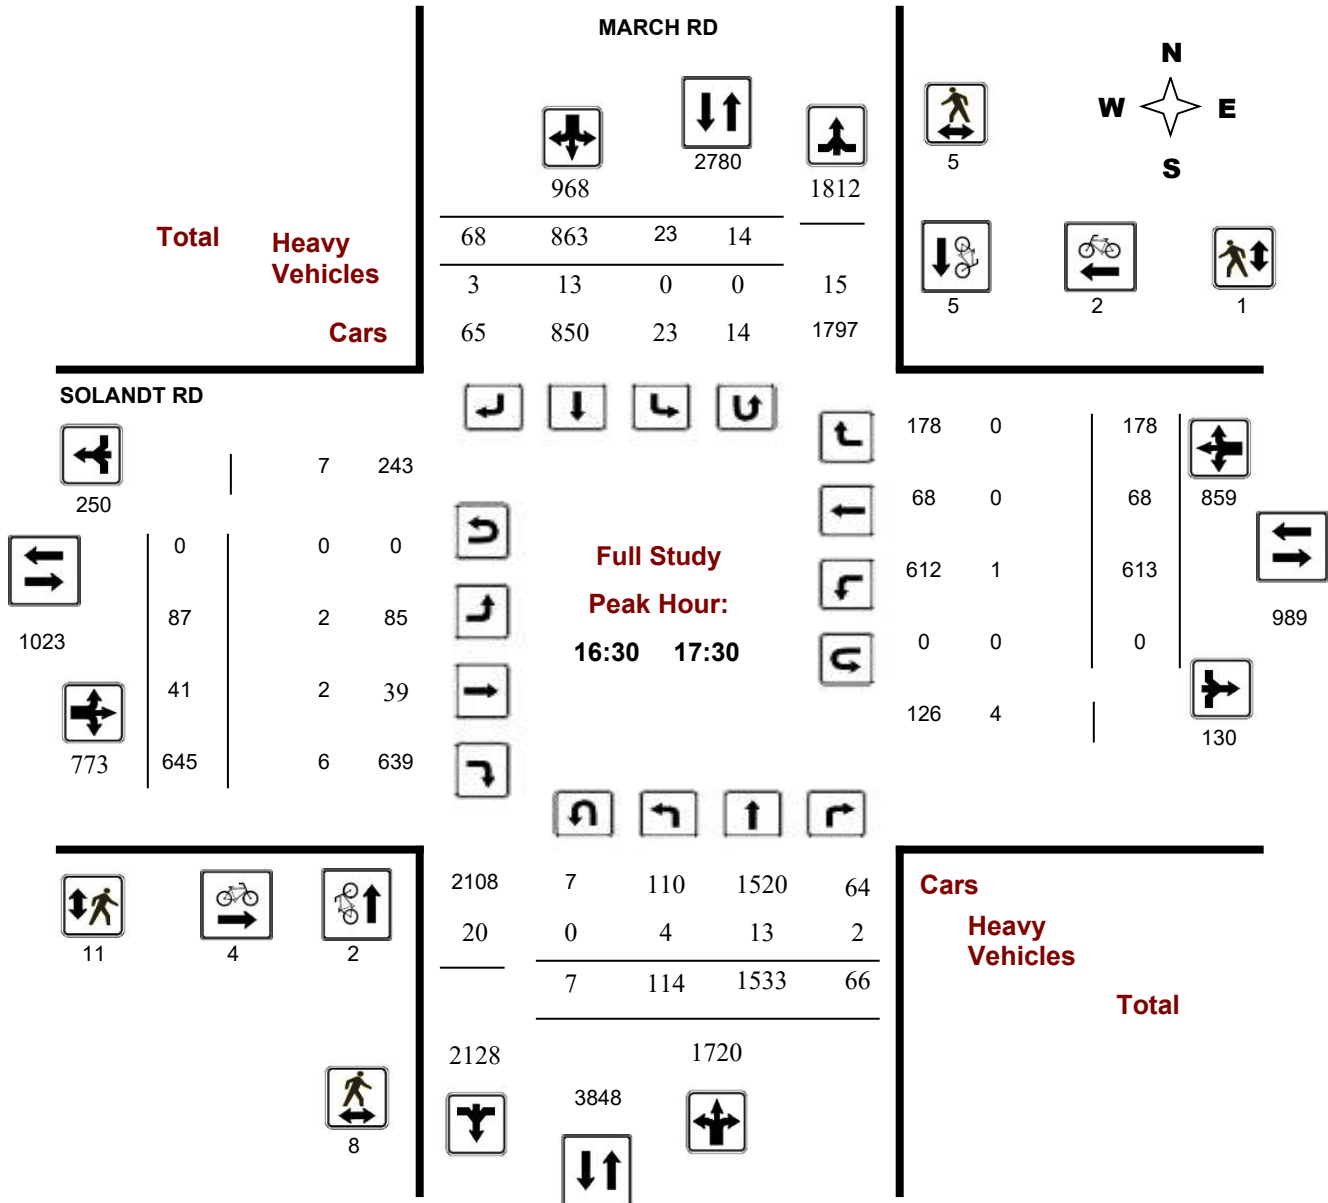 MARCH RD
N
W E
S
2780
5
968 1812
Total Heavy Vehicles
68 863 23 14
3 13 0 0 15
5 2 1
Cars 65 850 23 14 1797
SOLANDT RD
178 0 178
7 243
250
68 0 68 859
0 0 0
Full Study
612 1 613
Peak Hour:
87 2 85
989
1023
16:30 17:30
0 0 0
41 2 39
126 4
130
773 645 6 639
2108 7 110 1520 64
Cars
20 0 4 13 2
Heavy Vehicles
11 4 2
7 114 1533 66
Total
2128 1720
3848
8